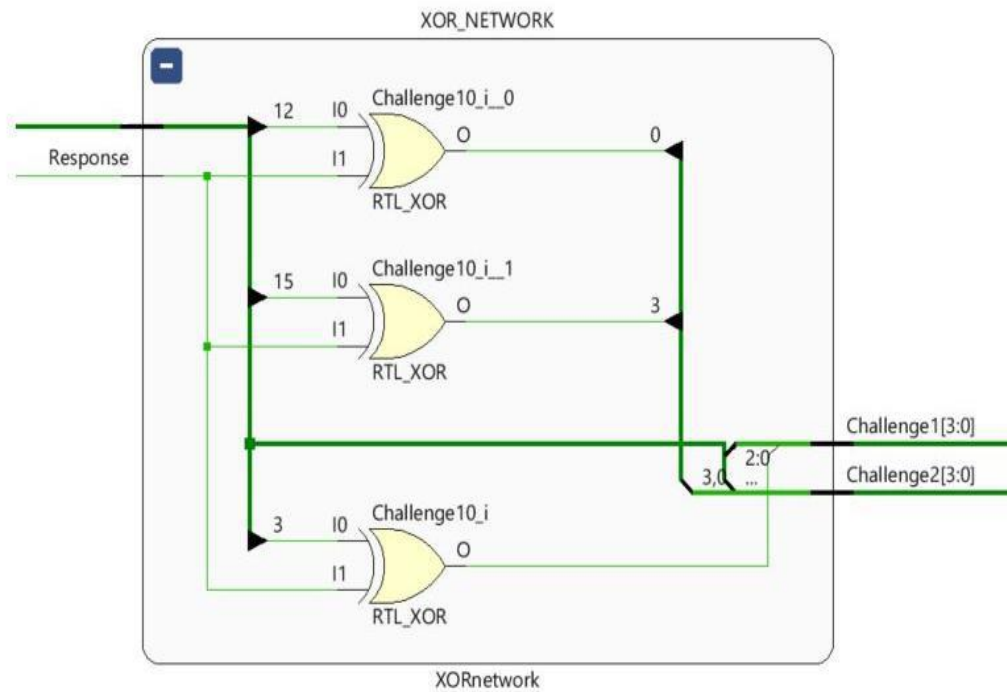 XOR_NETWORK
Challenge10_i__0
12
I0
O
0
Response
I1
RTL_XOR
Challenge10_i__1
15
I0
O
3
I1
RTL_XOR
Challenge1[3:0]
2:0
3,0
...
Challenge2[3:0]
Challenge10_i
3
I0
O
I1
RTL_XOR
XORnetwork